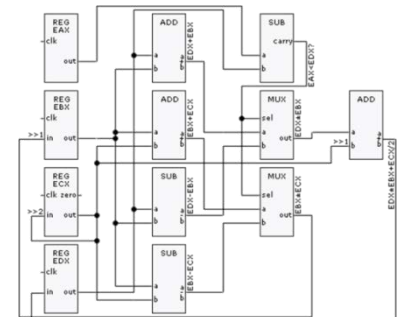 REG
EAX
clk
out
ADD
a
b
EDX+EBX
SUB
carry
a
b
EAX<EDX?
REG
EBX
clk
>>1
in
out
ADD
a
b
EBX+ECX
MUX
sel
a
out
b
EDX±EBX
ADD
a
>>1
b
EDX±EBX+ECX/2
REG
ECX
clk zero
>>2
in
out
SUB
a
b
EDX-EBX
MUX
sel
a
out
b
EBX±ECX
REG
EDX
clk
in
out
SUB
a
b
EBX-ECX